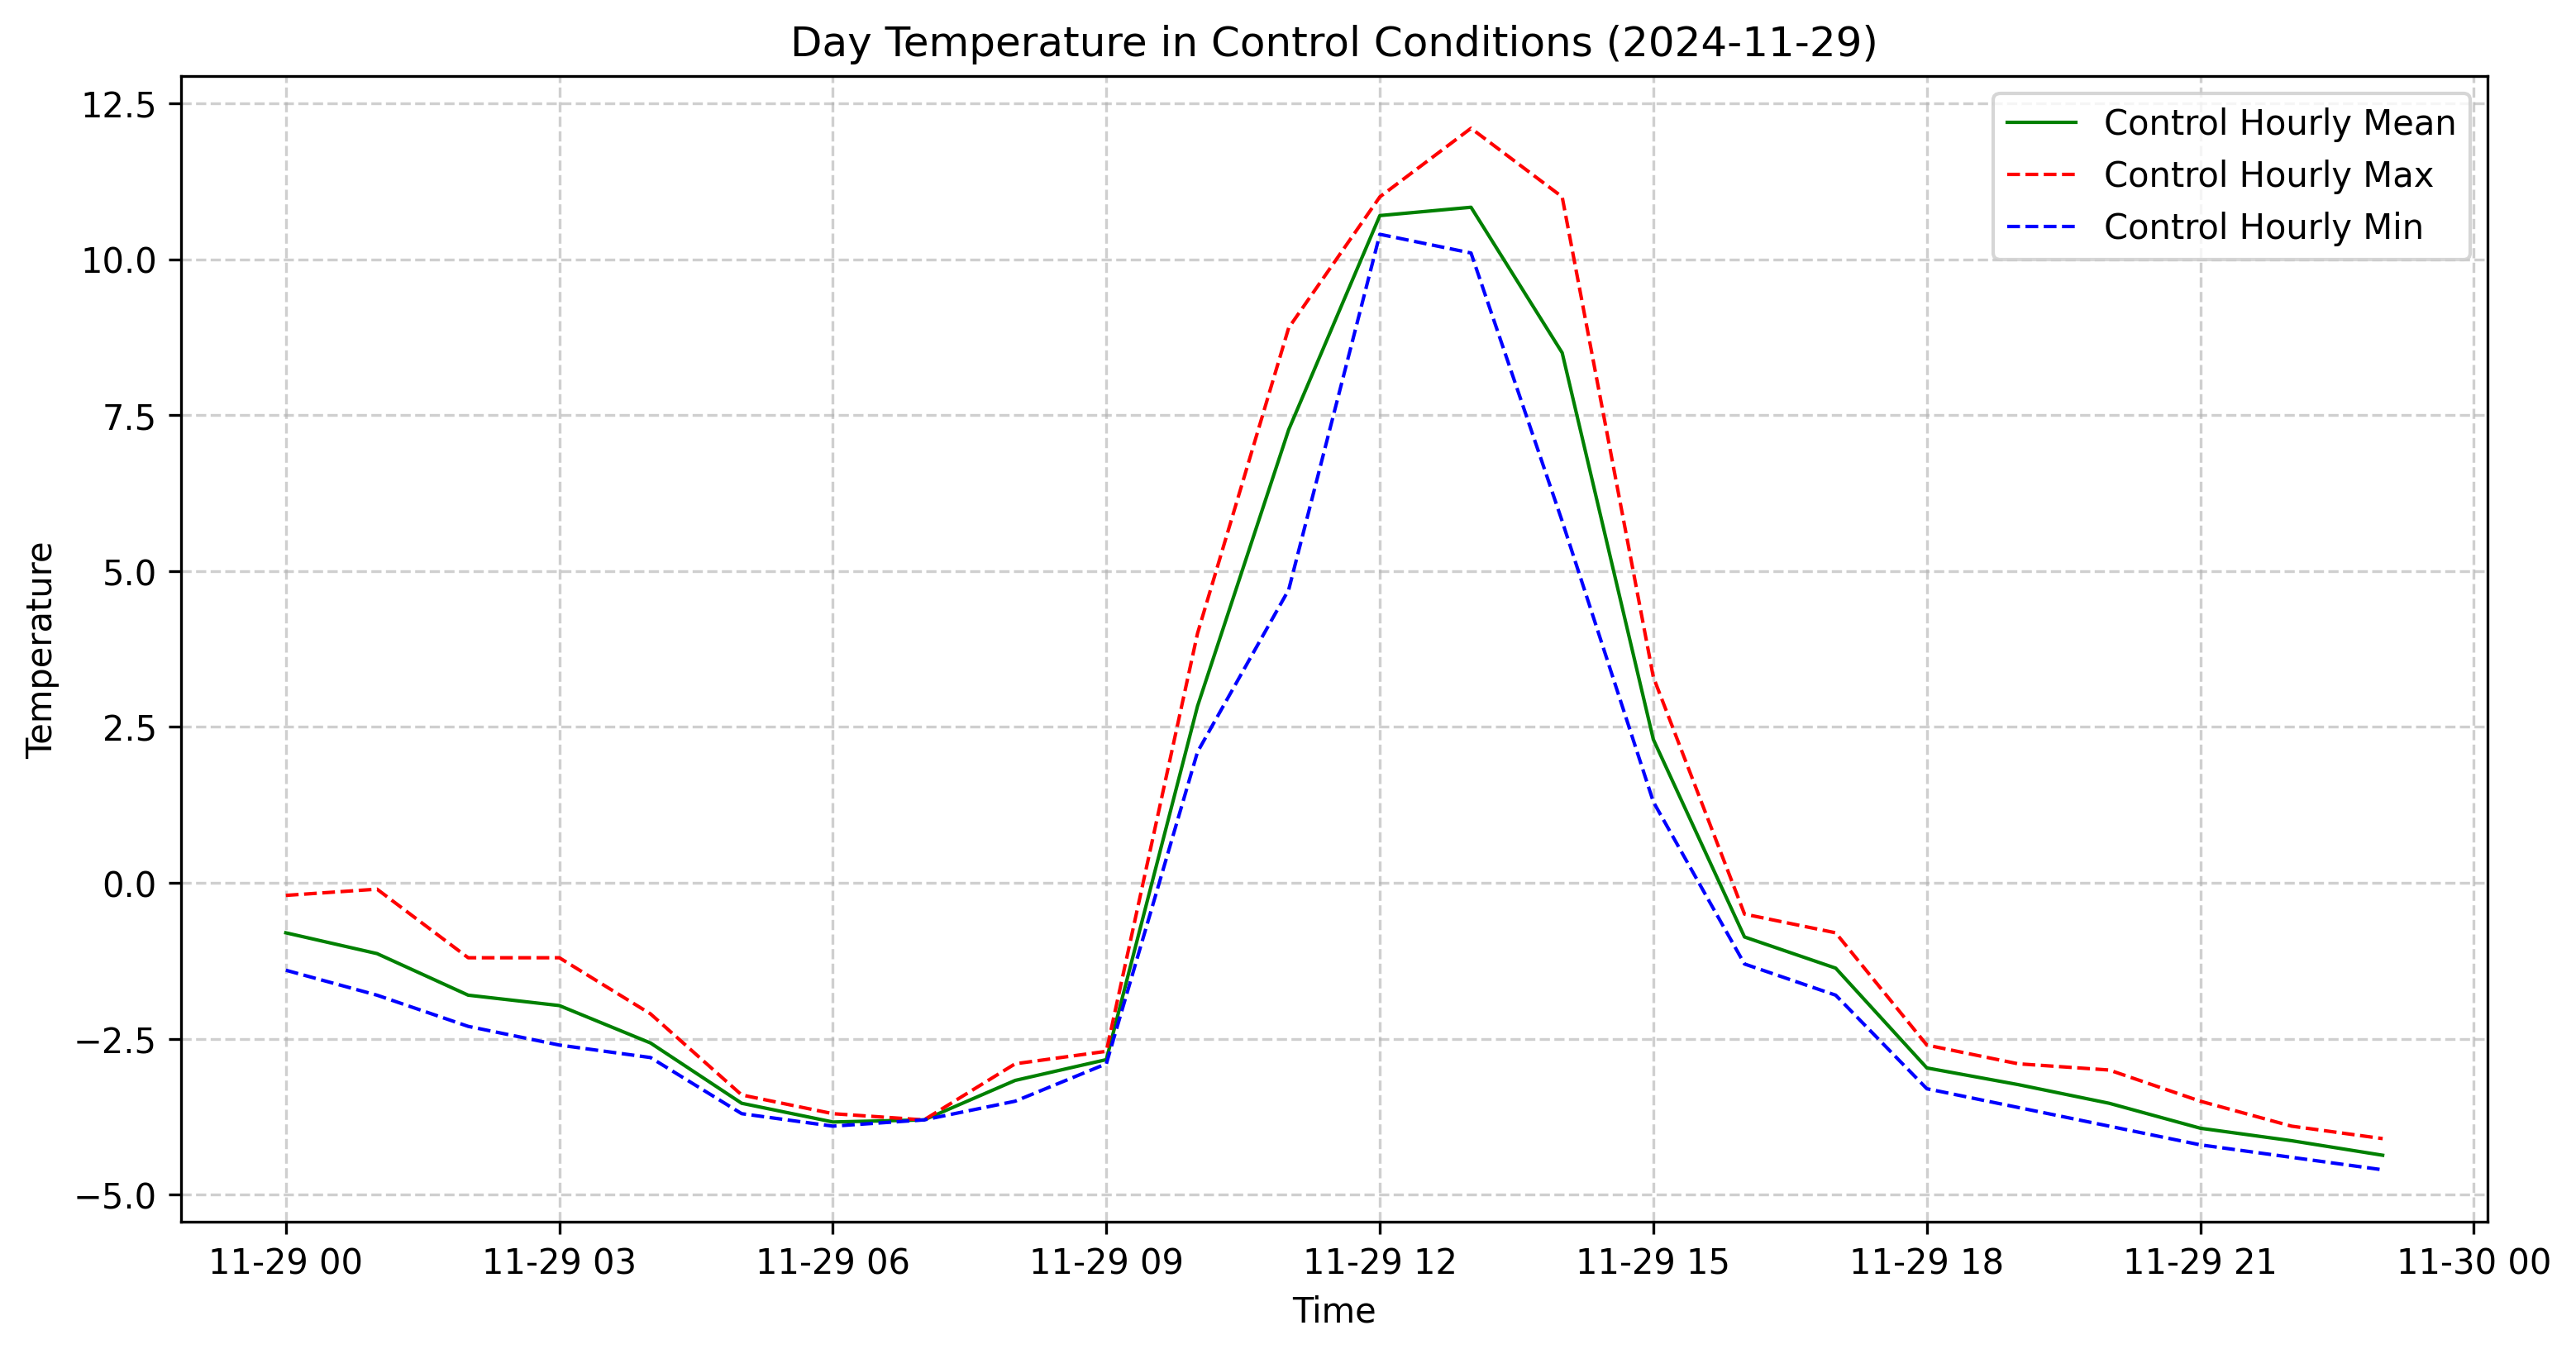 Day Temperature in Control Conditions (2024-11-29)
Control Hourly Mean
Control Hourly Max
Control Hourly Min
12.5
10.0
7.5
5.0
2.5
0.0
−2.5
−5.0
Temperature
11-29 00 11-29 03 11-29 06 11-29 09 11-29 12 11-29 15 11-29 18 11-29 21 11-30 00
Time